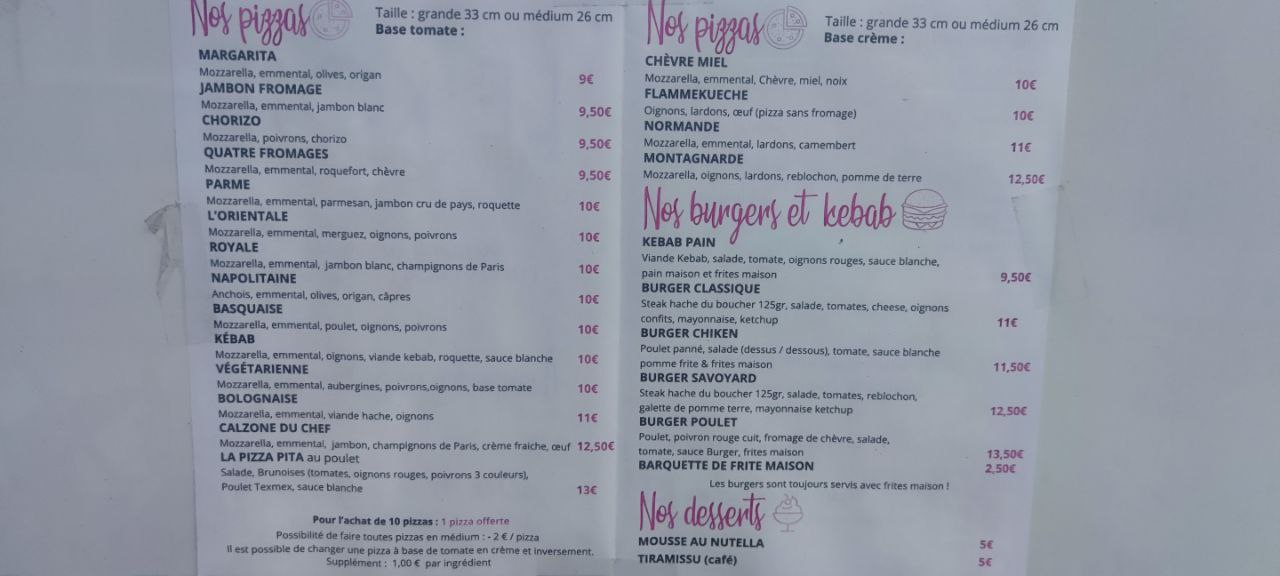 Nos pizzas
Taille : grande 33 cm ou médium 26 cm
Base tomate :
MARGARITA
Mozzarella, emmental, olives, origan 9€
JAMBON FROMAGE
Mozzarella, emmental, jambon blanc 9,50€
CHORIZO
Mozzarella, poivrons, chorizo 9,50€
QUATRE FROMAGES
Mozzarella, emmental, roquefort, chèvre 9,50€
PARME
Mozzarella, emmental, parmesan, jambon cru de pays, roquette 10€
L'ORIENTALE
Mozzarella, emmental, merguez, oignons, poivrons 10€
ROYALE
Mozzarella, emmental, jambon blanc, champignons de Paris 10€
NAPOLITAINE
Anchois, emmental, olives, origan, câpres 10€
BASQUAISE
Mozzarella, emmental, poulet, oignons, poivrons 10€
KÉBAB
Mozzarella, emmental, oignons, viande kebab, roquette, sauce blanche 10€
VÉGÉTARIENNE
Mozzarella, emmental, aubergines, poivrons,oignons, base tomate 10€
BOLOGNAISE
Mozzarella, emmental, viande hache, oignons 11€
CALZONE DU CHEF
Mozzarella, emmental, jambon, champignons de Paris, crème fraiche, œuf 12,50€
LA PIZZA PITA au poulet
Salade, Brunoises (tomates, oignons rouges, poivrons 3 couleurs),
Poulet Texmex, sauce blanche 13€
Pour l'achat de 10 pizzas : 1 pizza offerte
Possibilité de faire toutes pizzas en médium : - 2 € / pizza
Il est possible de changer une pizza à base de tomate en crème et inversement.
Supplément : 1,00 € par ingrédient
Nos pizzas
Taille : grande 33 cm ou médium 26 cm
Base crème :
CHÈVRE MIEL
Mozzarella, emmental, Chèvre, miel, noix 10€
FLAMMEKUECHE
Oignons, lardons, œuf (pizza sans fromage) 10€
NORMANDE
Mozzarella, emmental, lardons, camembert 11€
MONTAGNARDE
Mozzarella, oignons, lardons, reblochon, pomme de terre 12,50€
Nos burgers et kebab
KEBAB PAIN
Viande Kebab, salade, tomate, oignons rouges, sauce blanche,
pain maison et frites maison 9,50€
BURGER CLASSIQUE
Steak hache du boucher 125gr, salade, tomates, cheese, oignons
confits, mayonnaise, ketchup 11€
BURGER CHIKEN
Poulet panné, salade (dessus / dessous), tomate, sauce blanche
pomme frite & frites maison 11,50€
BURGER SAVOYARD
Steak hache du boucher 125gr, salade, tomates, reblochon,
galette de pomme terre, mayonnaise ketchup 12,50€
BURGER POULET
Poulet, poivron rouge cuit, fromage de chèvre, salade,
tomate, sauce Burger, frites maison 13,50€
BARQUETTE DE FRITE MAISON 2,50€
Les burgers sont toujours servis avec frites maison !
Nos desserts
MOUSSE AU NUTELLA 5€
TIRAMISSU (café) 5€